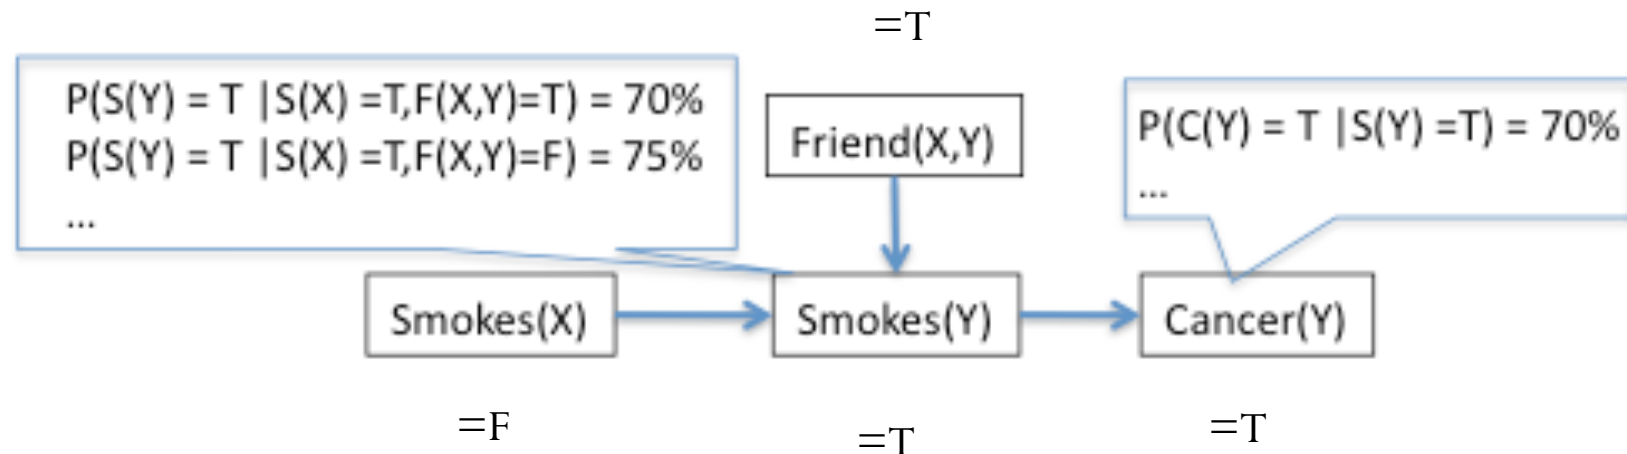 =T
P(S(Y) = T |S(X) =T,F(X,Y)=T) = 70%
P(S(Y) = T |S(X) =T,F(X,Y)=F) = 75%
...
Friend(X,Y)
P(C(Y) = T |S(Y) =T) = 70%
...
Smokes(X)
Smokes(Y)
Cancer(Y)
=F
=T
=T